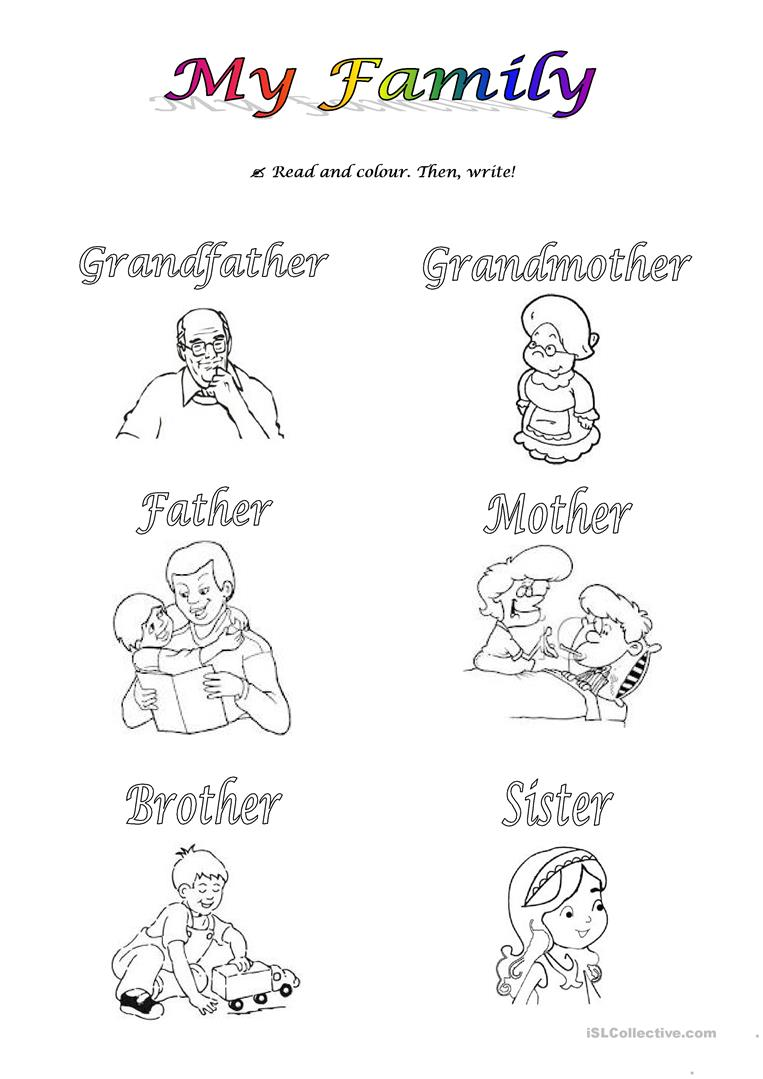 My Family
✍ Read and colour. Then, write!
Grandfather
Grandmother
Father
Mother
Brother
Sister
iSLCollective.com